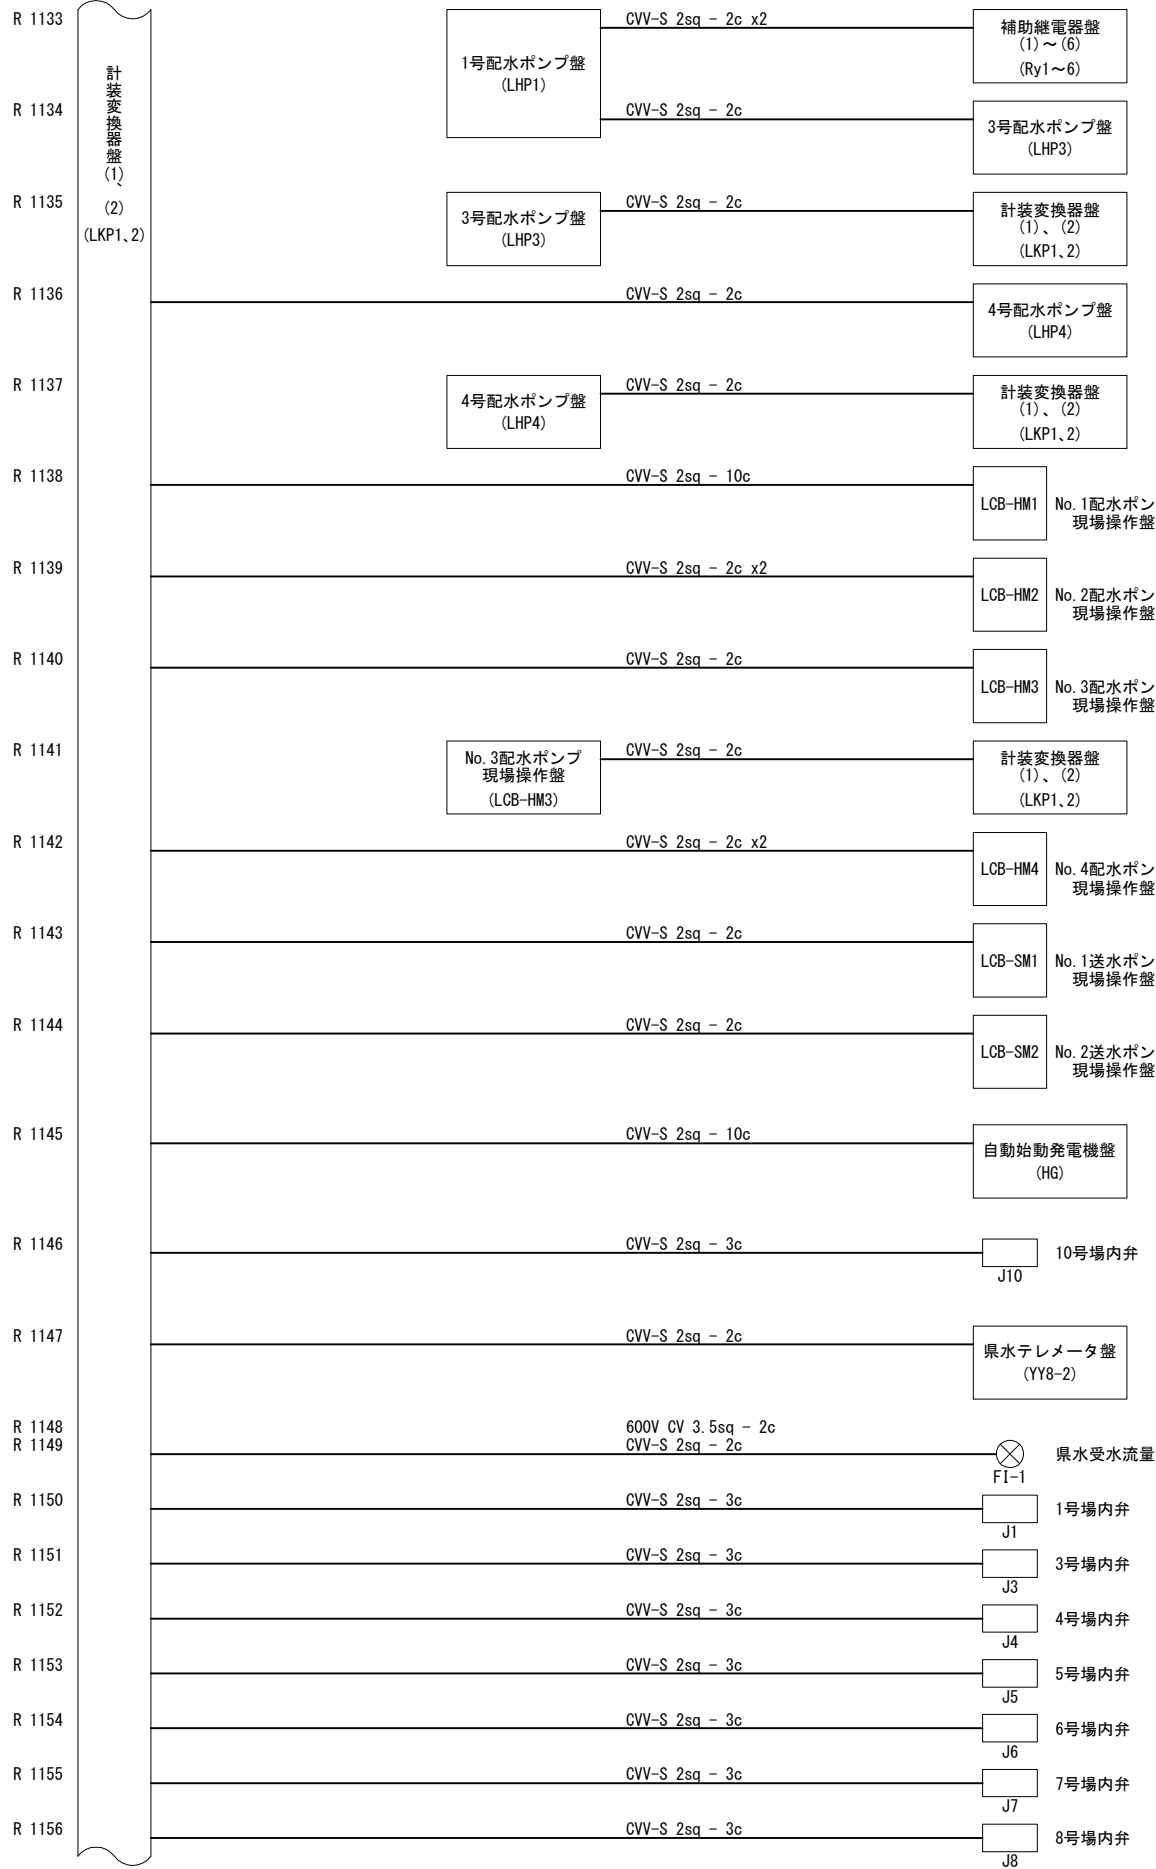 計装変換器盤(1)、
(2)
(LKP1、2)
R 1133
1号配水ポンプ盤
(LHP1)
CVV-S 2sq - 2c x2
補助継電器盤
(1)～(6)
(Ry1～6)
R 1134
CVV-S 2sq - 2c
3号配水ポンプ盤
(LHP3)
R 1135
3号配水ポンプ盤
(LHP3)
CVV-S 2sq - 2c
計装変換器盤
(1)、(2)
(LKP1、2)
R 1136
CVV-S 2sq - 2c
4号配水ポンプ盤
(LHP4)
R 1137
4号配水ポンプ盤
(LHP4)
CVV-S 2sq - 2c
計装変換器盤
(1)、(2)
(LKP1、2)
R 1138
CVV-S 2sq - 10c
LCB-HM1
No.1配水ポン
現場操作盤
R 1139
CVV-S 2sq - 2c x2
LCB-HM2
No.2配水ポン
現場操作盤
R 1140
CVV-S 2sq - 2c
LCB-HM3
No.3配水ポン
現場操作盤
R 1141
No.3配水ポンプ
現場操作盤
(LCB-HM3)
CVV-S 2sq - 2c
計装変換器盤
(1)、(2)
(LKP1、2)
R 1142
CVV-S 2sq - 2c x2
LCB-HM4
No.4配水ポン
現場操作盤
R 1143
CVV-S 2sq - 2c
LCB-SM1
No.1送水ポン
現場操作盤
R 1144
CVV-S 2sq - 2c
LCB-SM2
No.2送水ポン
現場操作盤
R 1145
CVV-S 2sq - 10c
自動始動発電機盤
(HG)
R 1146
CVV-S 2sq - 3c
J10
10号場内弁
R 1147
CVV-S 2sq - 2c
県水テレメータ盤
(YY8-2)
R 1148
600V CV 3.5sq - 2c
R 1149
CVV-S 2sq - 2c
FI-1
県水受水流量
R 1150
CVV-S 2sq - 3c
J1
1号場内弁
R 1151
CVV-S 2sq - 3c
J3
3号場内弁
R 1152
CVV-S 2sq - 3c
J4
4号場内弁
R 1153
CVV-S 2sq - 3c
J5
5号場内弁
R 1154
CVV-S 2sq - 3c
J6
6号場内弁
R 1155
CVV-S 2sq - 3c
J7
7号場内弁
R 1156
CVV-S 2sq - 3c
J8
8号場内弁